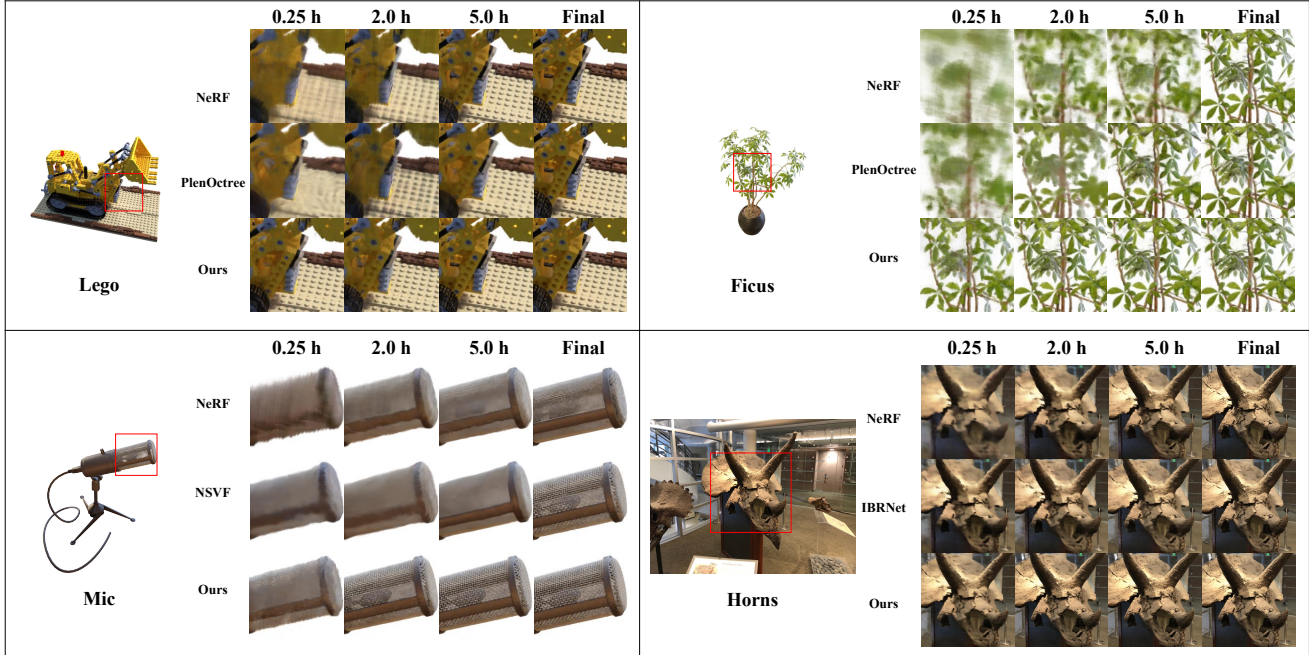 0.25 h 2.0 h 5.0 h Final
NeRF
PlenOctree
Ours
Lego
0.25 h 2.0 h 5.0 h Final
NeRF
PlenOctree
Ours
Ficus
0.25 h 2.0 h 5.0 h Final
NeRF
NSVF
Ours
Mic
0.25 h 2.0 h 5.0 h Final
NeRF
IBRNet
Ours
Horns